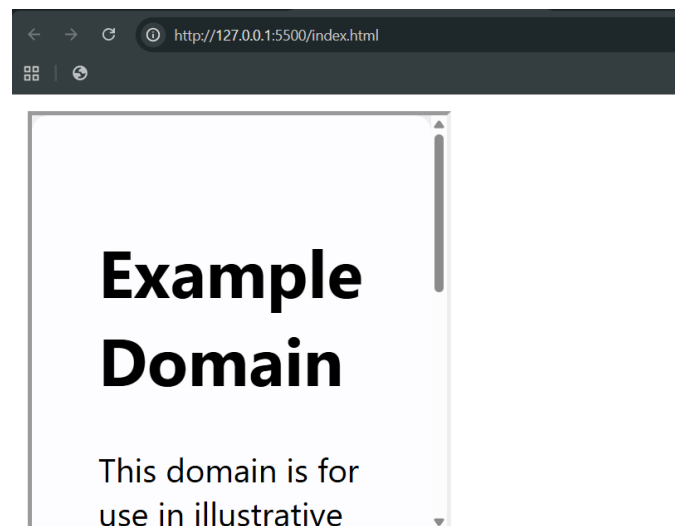 http://127.0.0.1:5500/index.html
Example
Domain
This domain is for
use in illustrative